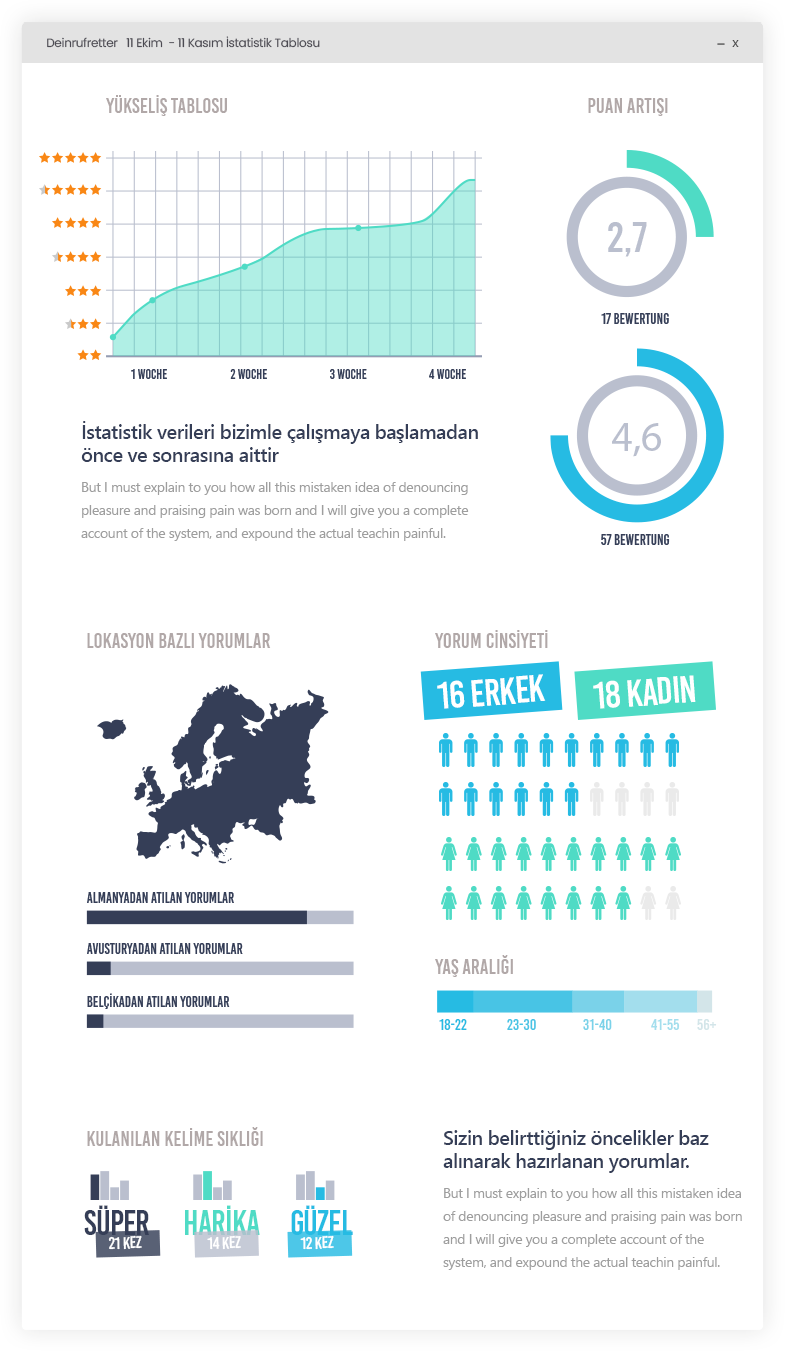 Deinrufretter 11 Ekim - 11 Kasım İstatistik Tablosu
– x
YÜKSELİŞ TABLOSU
PUAN ARTIŞI
2,7
17 BEWERTUNG
1 WOCHE
2 WOCHE
3 WOCHE
4 WOCHE
4,6
57 BEWERTUNG
İstatistik verileri bizimle çalışmaya başlamadan
önce ve sonrasına aittir
But I must explain to you how all this mistaken idea of denouncing
pleasure and praising pain was born and I will give you a complete
account of the system, and expound the actual teachin painful.
LOKASYON BAZLI YORUMLAR
ALMANYADAN ATILAN YORUMLAR
AVUSTURYADAN ATILAN YORUMLAR
BELÇİKADAN ATILAN YORUMLAR
YORUM CİNSİYETİ
16 ERKEK
18 KADIN
YAŞ ARALIĞI
18-22
23-30
31-40
41-55
56+
KULANILAN KELİME SIKLIĞI
SÜPER
21 KEZ
HARİKA
14 KEZ
GÜZEL
12 KEZ
Sizin belirttiğiniz öncelikler baz
alınarak hazırlanan yorumlar.
But I must explain to you how all this mistaken idea
of denouncing pleasure and praising pain was born
and I will give you a complete account of the
system, and expound the actual teachin painful.